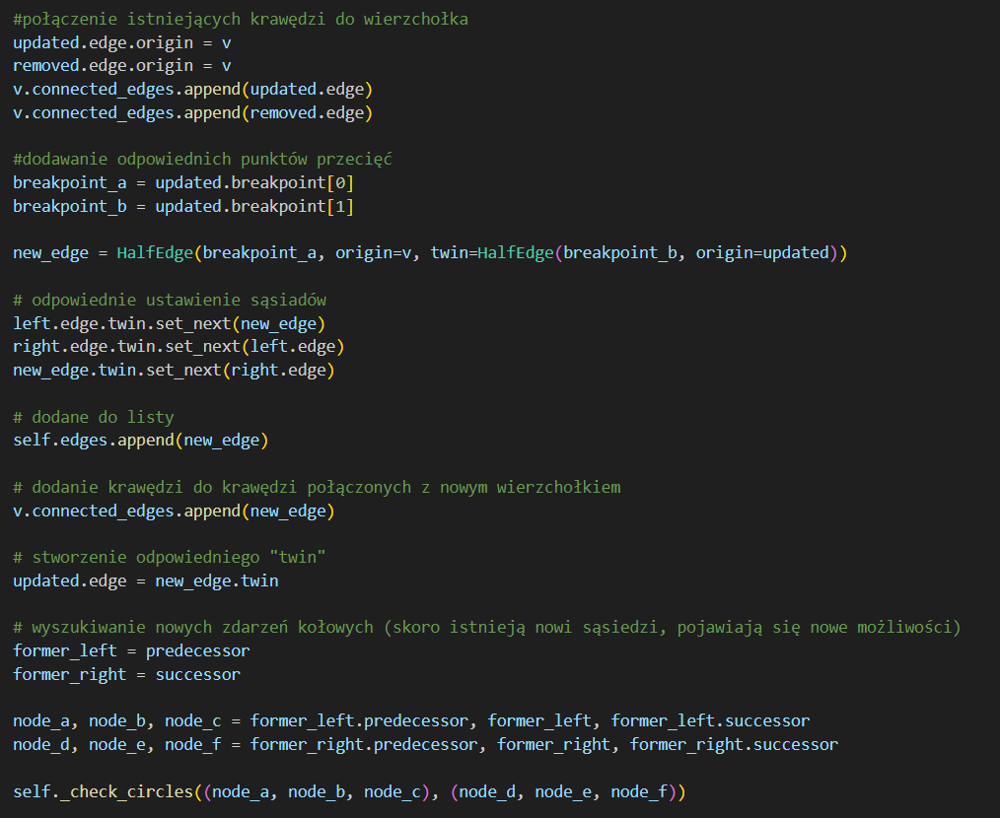 #połączenie istniejących krawędzi do wierzchołka
updated.edge.origin = v
removed.edge.origin = v
v.connected_edges.append(updated.edge)
v.connected_edges.append(removed.edge)
#dodawanie odpowiednich punktów przecięć
breakpoint_a = updated.breakpoint[0]
breakpoint_b = updated.breakpoint[1]
new_edge = HalfEdge(breakpoint_a, origin=v, twin=HalfEdge(breakpoint_b, origin=updated))
# odpowiednie ustawienie sąsiadów
left.edge.twin.set_next(new_edge)
right.edge.twin.set_next(left.edge)
new_edge.twin.set_next(right.edge)
# dodane do listy
self.edges.append(new_edge)
# dodanie krawędzi do krawędzi połączonych z nowym wierzchołkiem
v.connected_edges.append(new_edge)
# stworzenie odpowiedniego "twin"
updated.edge = new_edge.twin
# wyszukiwanie nowych zdarzeń kołowych (skoro istnieją nowi sąsiedzi, pojawiają się nowe możliwości)
former_left = predecessor
former_right = successor
node_a, node_b, node_c = former_left.predecessor, former_left, former_left.successor
node_d, node_e, node_f = former_right.predecessor, former_right, former_right.successor
self._check_circles((node_a, node_b, node_c), (node_d, node_e, node_f))